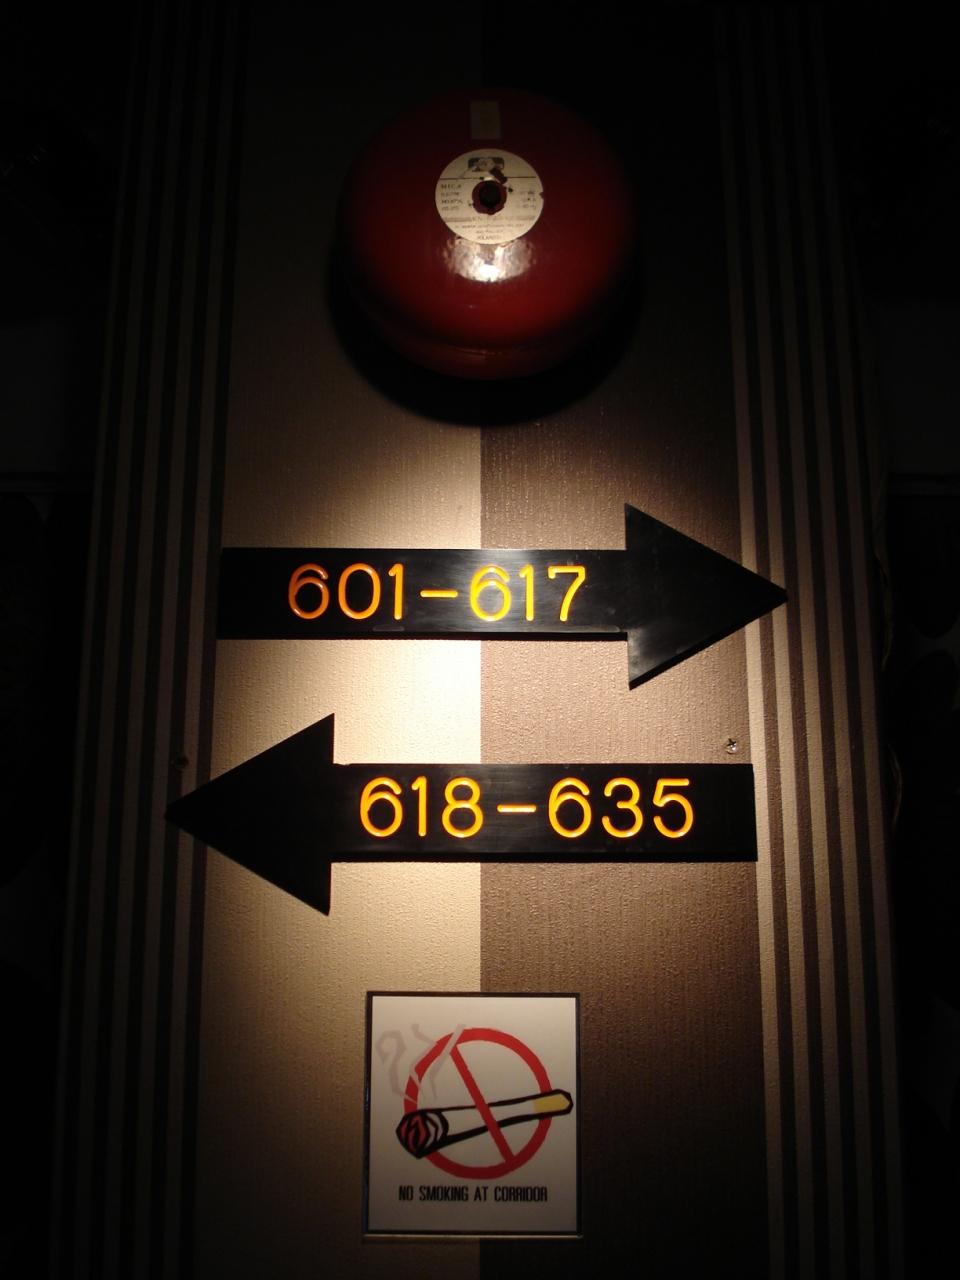 601-617
618-635
NO SMOKING AT CORRIDOR